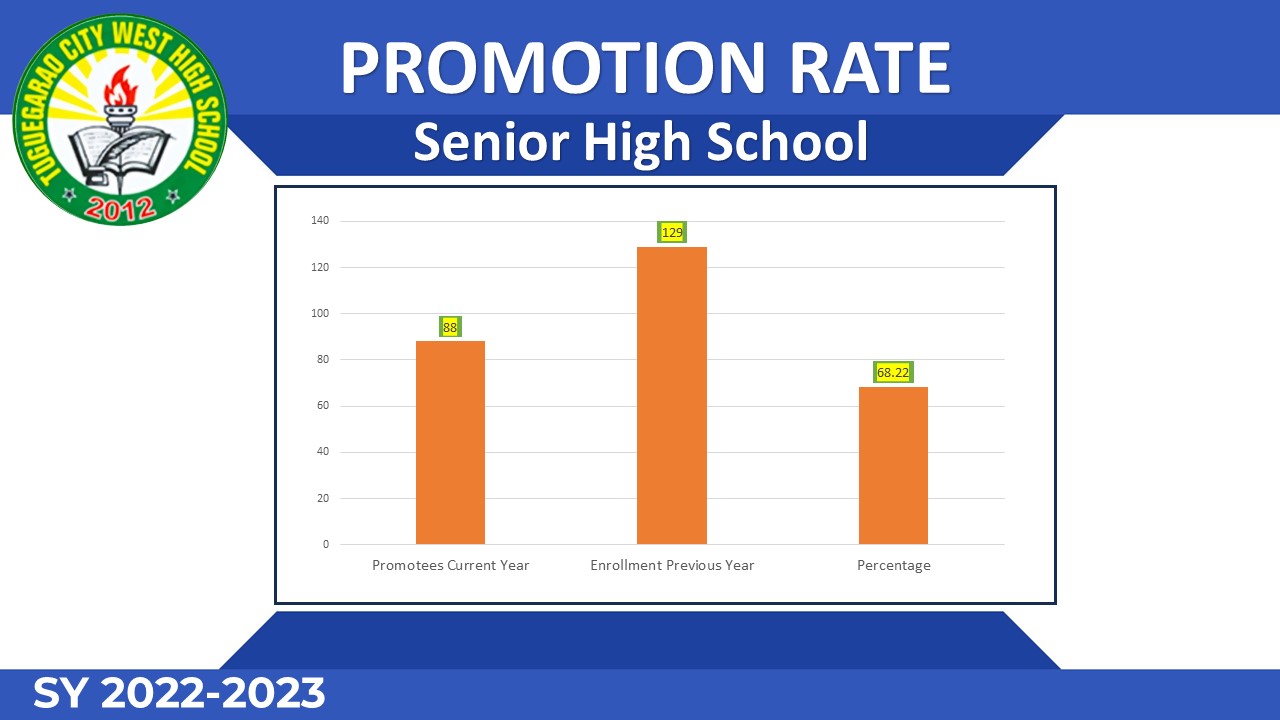 TUGUEGARAO CITY WEST HIGH SCHOOL
2012
PROMOTION RATE
Senior High School
140
120
100
80
60
40
20
0
88
129
68.22
Promotees Current Year
Enrollment Previous Year
Percentage
SY 2022-2023